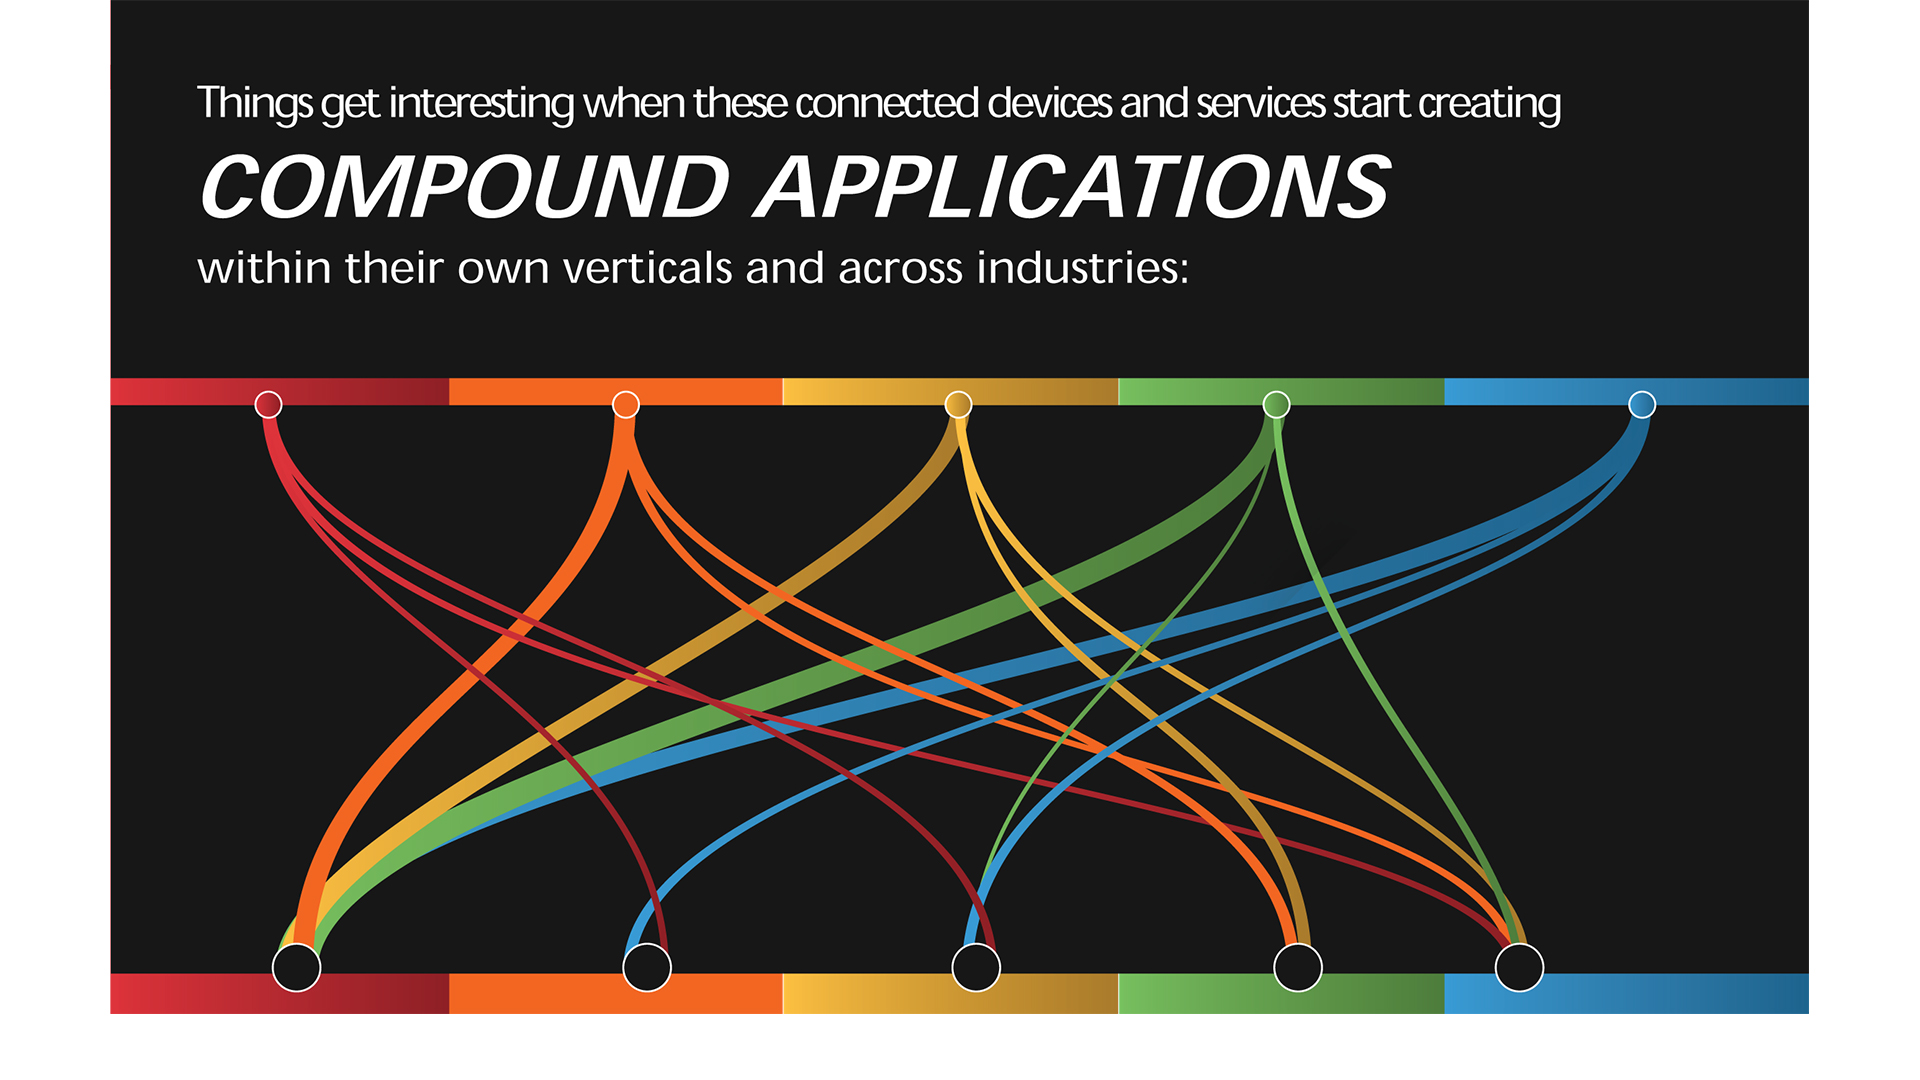 Things get interesting when these connected devices and services start creating
COMPOUND APPLICATIONS
within their own verticals and across industries: